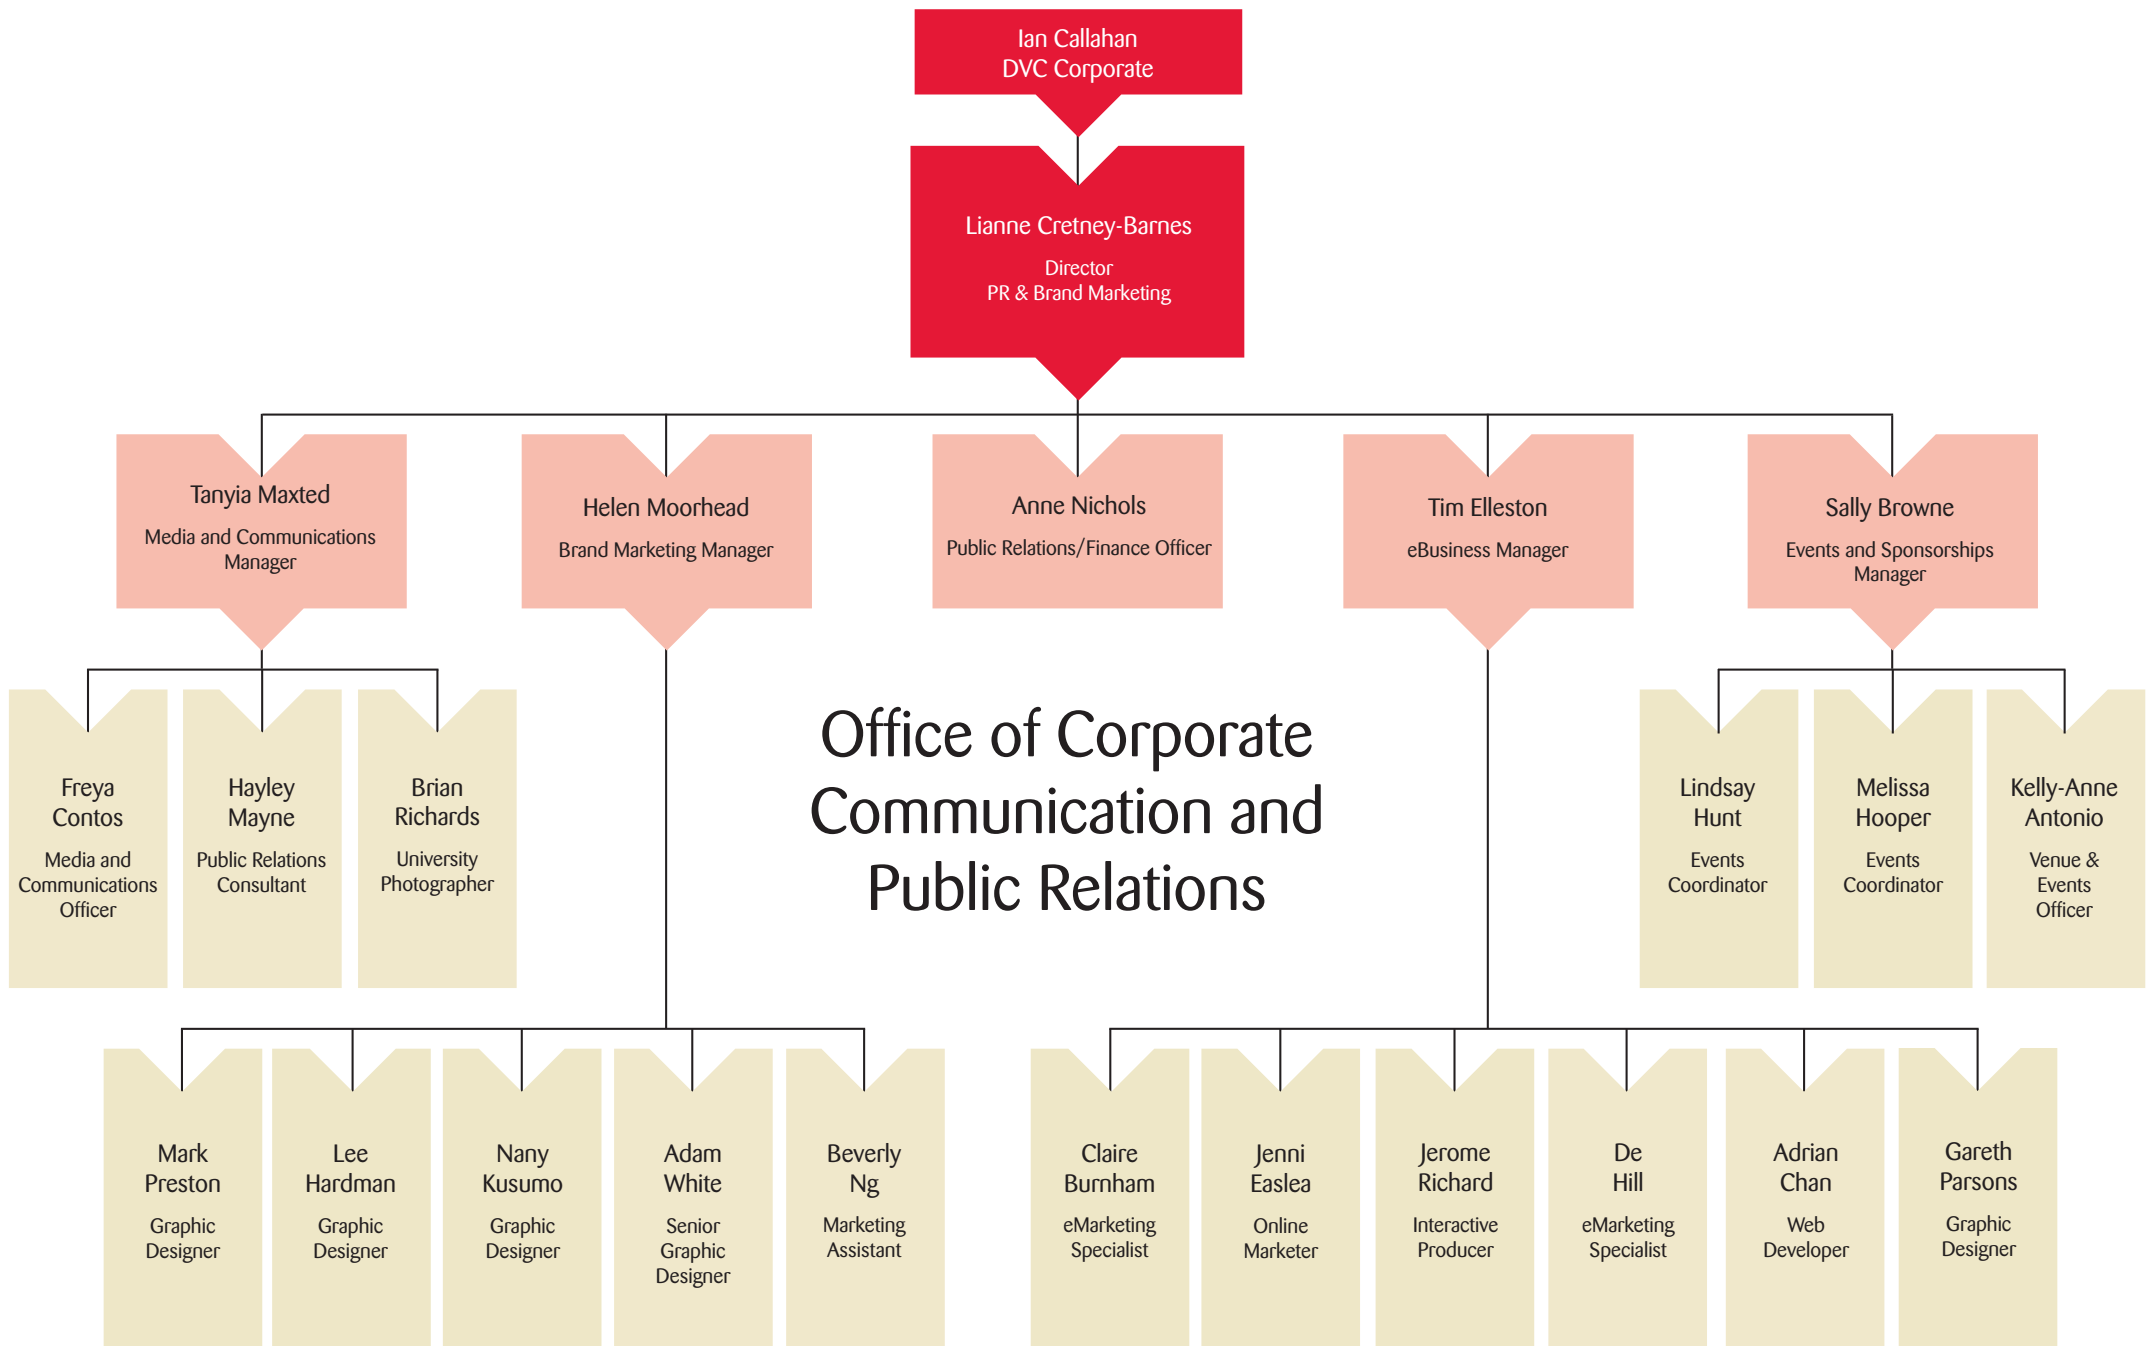 Ian Callahan
DVC Corporate
Lianne Cretney-Barnes
Director
PR & Brand Marketing
Tanyia Maxted
Media and Communications
Manager
Helen Moorhead
Brand Marketing Manager
Anne Nichols
Public Relations/Finance Officer
Tim Elleston
eBusiness Manager
Sally Browne
Events and Sponsorships
Manager
Office of Corporate
Communication and
Public Relations
Freya
Contos
Media and
Communications
Officer
Hayley
Mayne
Public Relations
Consultant
Brian
Richards
University
Photographer
Lindsay
Hunt
Events
Coordinator
Melissa
Hooper
Events
Coordinator
Kelly-Anne
Antonio
Venue &
Events
Officer
Mark
Preston
Graphic
Designer
Lee
Hardman
Graphic
Designer
Nany
Kusumo
Graphic
Designer
Adam
White
Senior
Graphic
Designer
Beverly
Ng
Marketing
Assistant
Claire
Burnham
eMarketing
Specialist
Jenni
Easlea
Online
Marketer
Jerome
Richard
Interactive
Producer
De
Hill
eMarketing
Specialist
Adrian
Chan
Web
Developer
Gareth
Parsons
Graphic
Designer